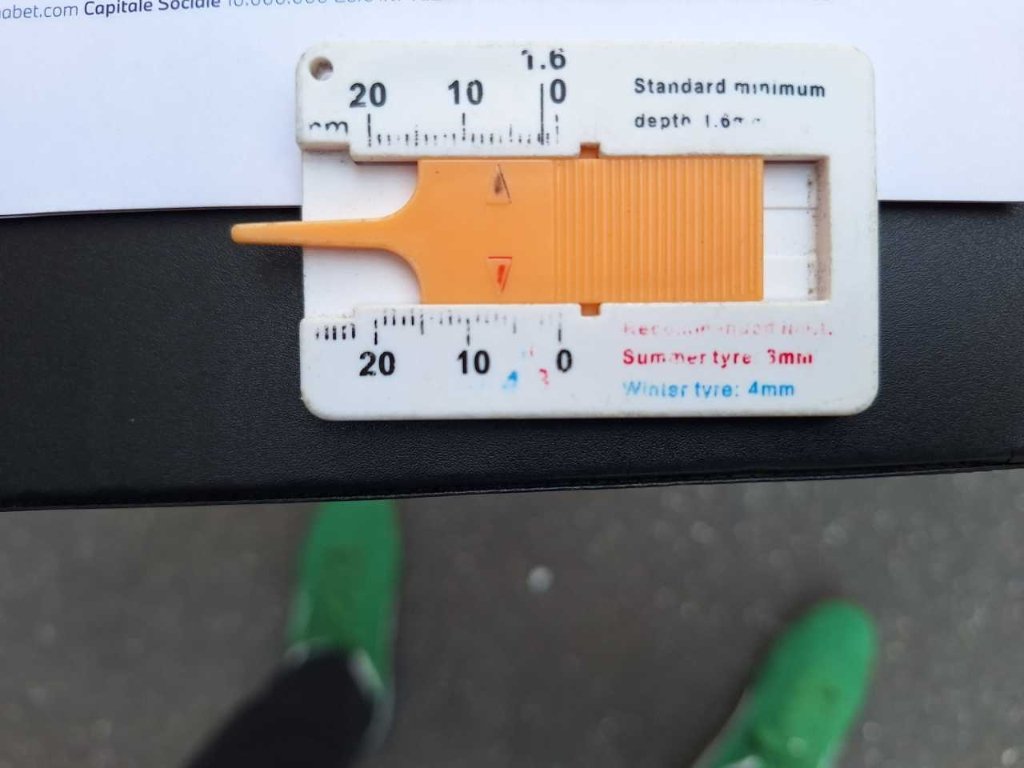 abet.com Capitale Sociale
1.6
20 10 0
Standard minimum
depth 1.6
20 10 0
4 3
Summer tyre 3mm
Winter tyre: 4mm